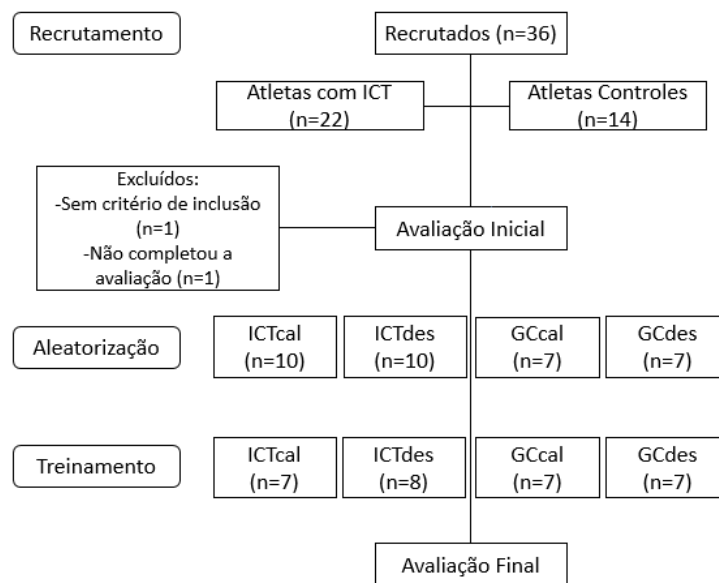 Recrutamento
Recrutados (n=36)
Atletas com ICT
(n=22)
Atletas Controles
(n=14)
Excluídos:
-Sem critério de inclusão
(n=1)
-Não completou a
avaliação (n=1)
Avaliação Inicial
Aleatorização
ICTcal
(n=10)
ICTdes
(n=10)
GCcal
(n=7)
GCdes
(n=7)
Treinamento
ICTcal
(n=7)
ICTdes
(n=8)
GCcal
(n=7)
GCdes
(n=7)
Avaliação Final